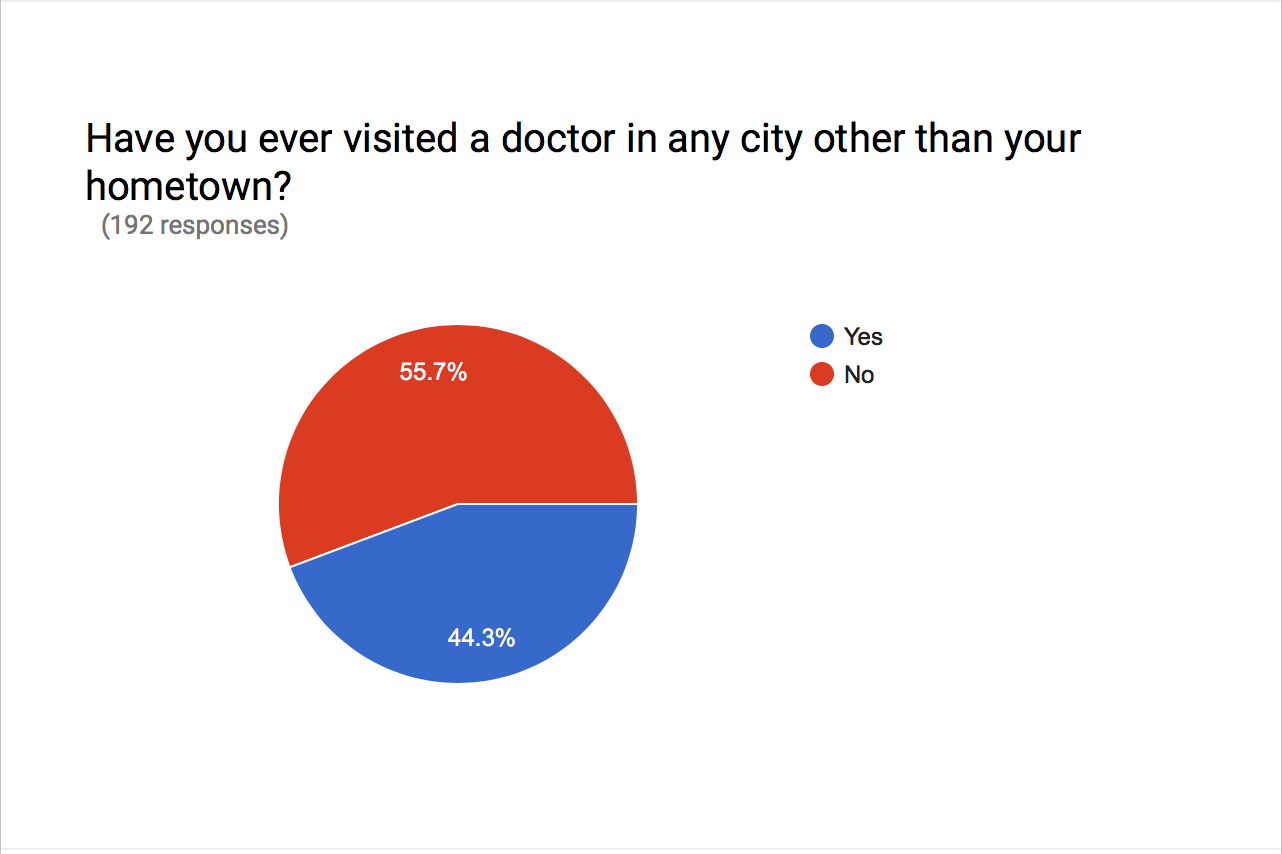 Have you ever visited a doctor in any city other than your
hometown?
(192 responses)
Yes
No
55.7%
44.3%